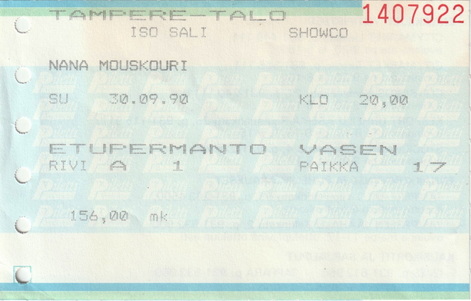 TAMPERE-TALO 1407922
ISO SALI SHOWCO
NANA MOUSKOURI
SU 30.09.90 KLO 20,00
ETUPERMANTO VASEN
RIVI A 1 PAIKKA 17
156,00 mk